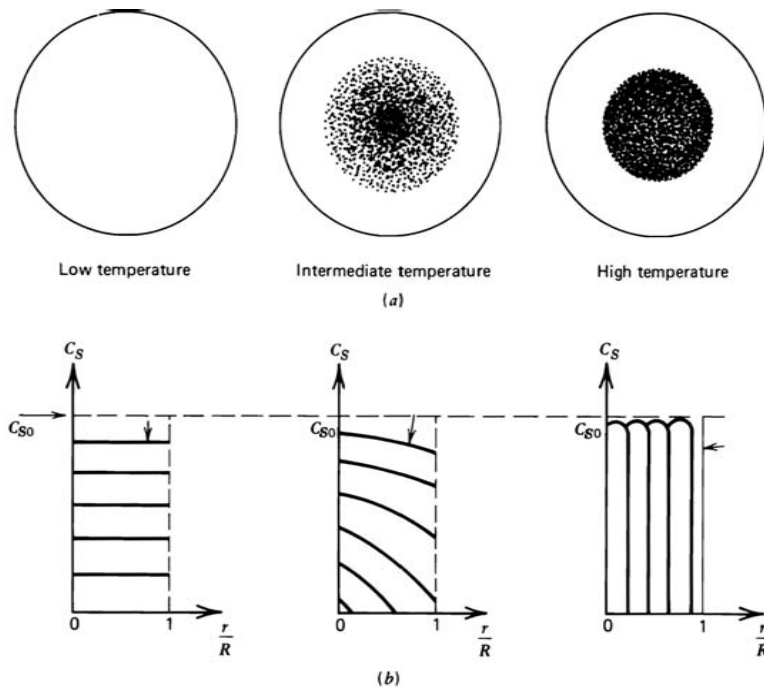 Low temperature
Intermediate temperature
High temperature
(a)
C_S
C_S
C_S
C_S0
C_S0
C_S0
0
1
r/R
0
1
r/R
0
1
r/R
(b)